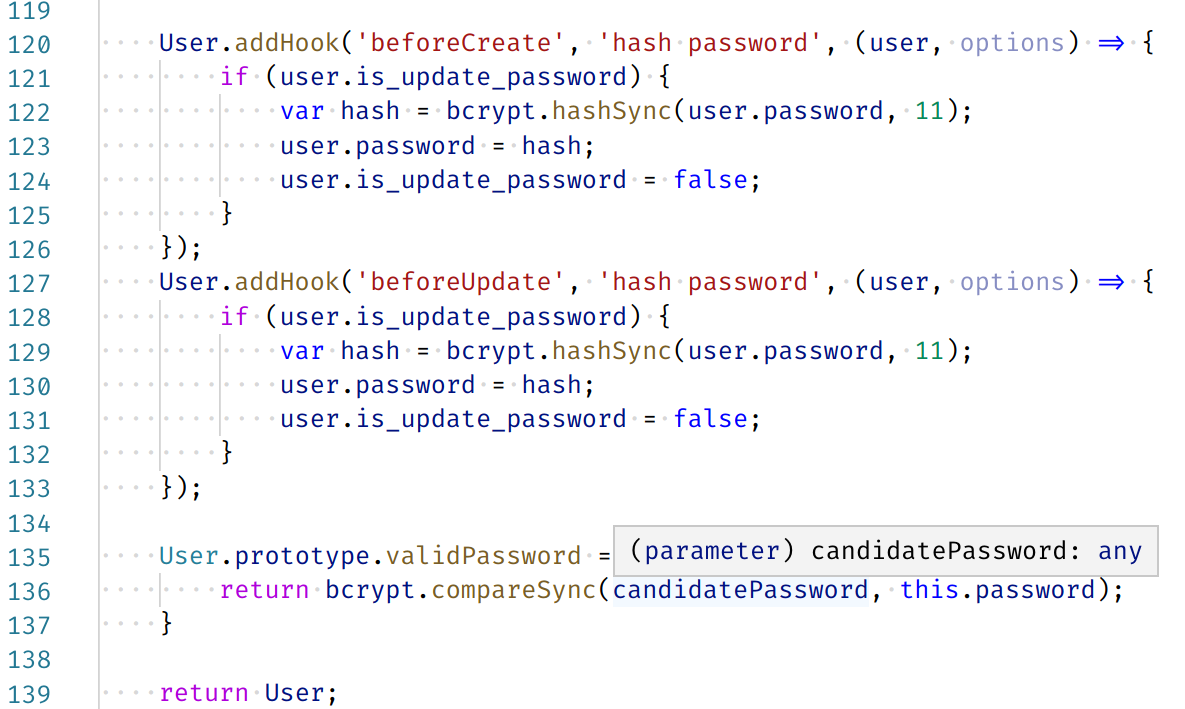 119
120 User.addHook('beforeCreate', 'hash password', (user, options) => {
121 if (user.is_update_password) {
122 var hash = bcrypt.hashSync(user.password, 11);
123 user.password = hash;
124 user.is_update_password = false;
125 }
126 });
127 User.addHook('beforeUpdate', 'hash password', (user, options) => {
128 if (user.is_update_password) {
129 var hash = bcrypt.hashSync(user.password, 11);
130 user.password = hash;
131 user.is_update_password = false;
132 }
133 });
134
135 User.prototype.validPassword = (parameter) candidatePassword: any
136 return bcrypt.compareSync(candidatePassword, this.password);
137 }
138
139 return User;